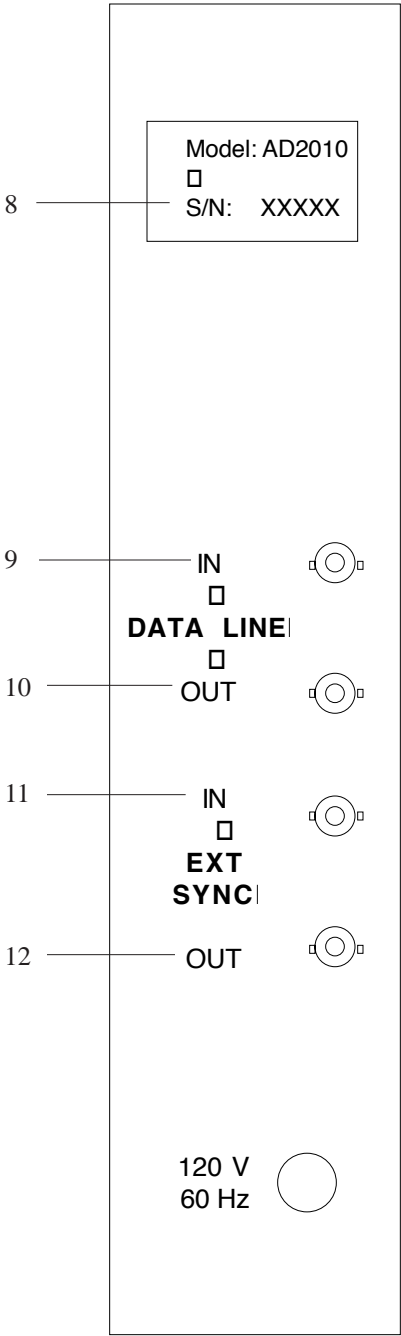 Model: AD2010
8
S/N: XXXXX
9
IN
DATA LINE
10
OUT
11
IN
EXT
SYNC
12
OUT
120 V
60 Hz